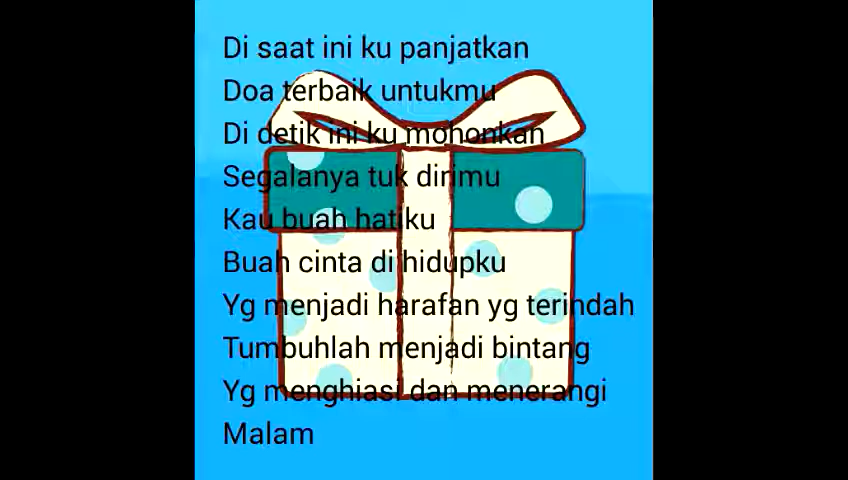 Di saat ini ku panjatkan
Doa terbaik untukmu
Di detik ini ku mohonkan
Segalanya tuk dirimu
Kau buah hatiku
Buah cinta di hidupku
Yg menjadi harafan yg terindah
Tumbuhlah menjadi bintang
Yg menghiasi dan menerangi
Malam